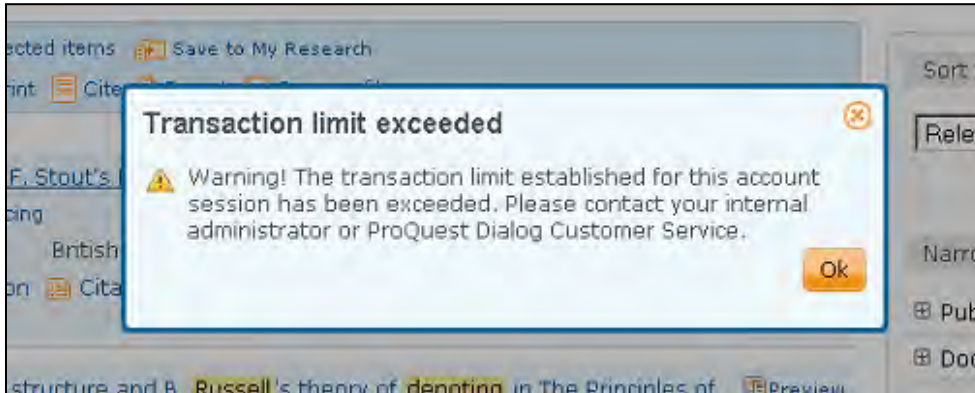 ected items Save to My Research
rint Cite
Sort
Transaction limit exceeded
Rele
F. Stout's
Warning! The transaction limit established for this account
session has been exceeded. Please contact your internal
administrator or ProQuest Dialog Customer Service.
cing
British
Ok
Narro
on Cita
Pub
Doc
structure and B. Russell's theory of denoting in The Principles of Preview